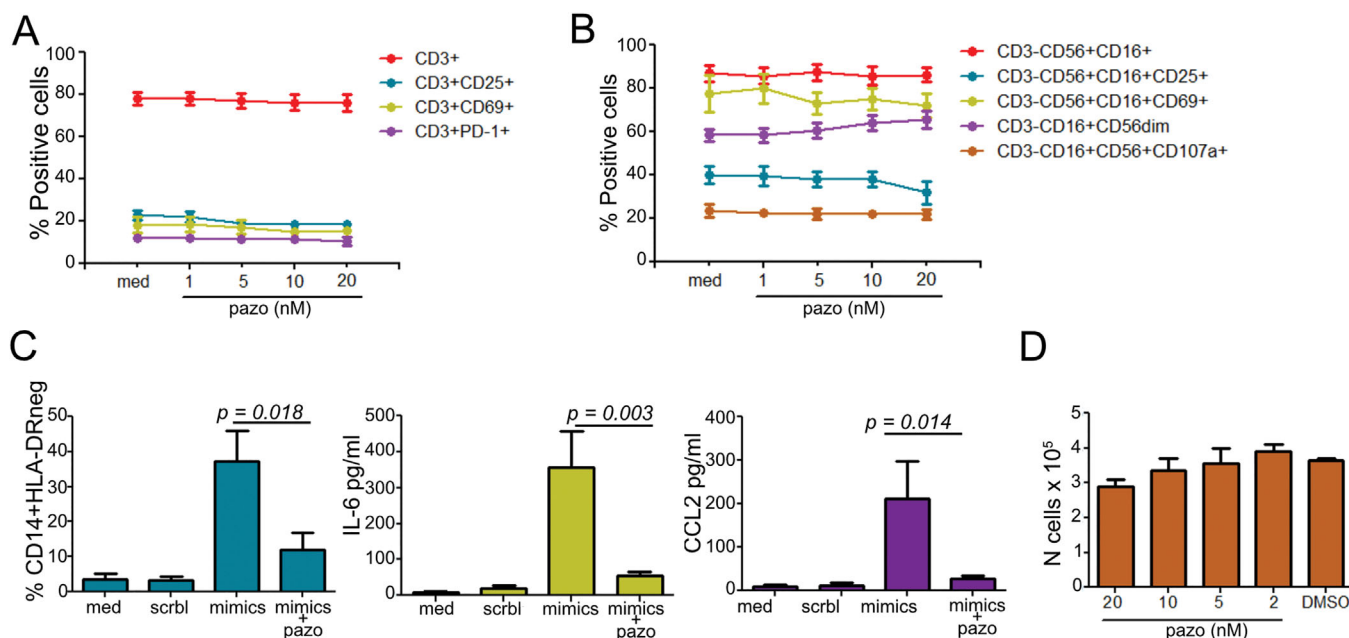 A
% Positive cells
100
80
60
40
20
0
med 1 5 10 20
pazo (nM)
CD3+
CD3+CD25+
CD3+CD69+
CD3+PD-1+
B
% Positive cells
100
80
60
40
20
0
med 1 5 10 20
pazo (nM)
CD3-CD56+CD16+
CD3-CD56+CD16+CD25+
CD3-CD56+CD16+CD69+
CD3-CD16+CD56dim
CD3-CD16+CD56+CD107a+
C
% CD14+HLA-DRneg
50
40
30
20
10
0
p = 0.018
med scrbl mimics mimics
+
pazo
IL-6 pg/ml
500
400
300
200
100
0
p = 0.003
med scrbl mimics mimics
+
pazo
CCL2 pg/ml
400
300
200
100
0
p = 0.014
med scrbl mimics mimics
+
pazo
D
N cells x 10⁵
5
4
3
2
1
0
20 10 5 2 DMSO
pazo (nM)